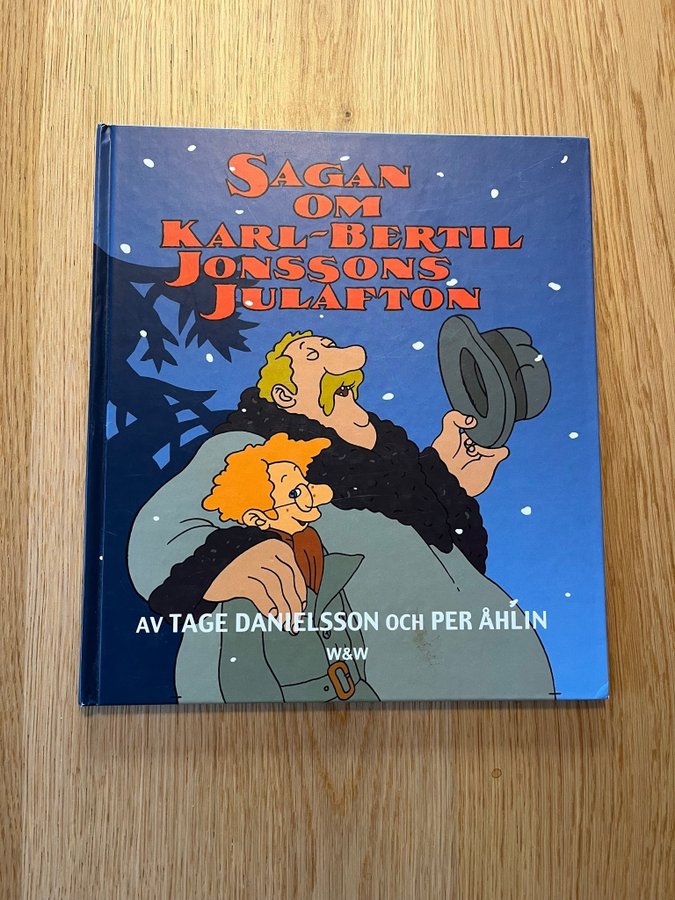 SAGAN
OM
KARL-BERTIL
JONSSONS
JULAFTON
AV TAGE DANIELSSON OCH PER ÅHLIN
W&W